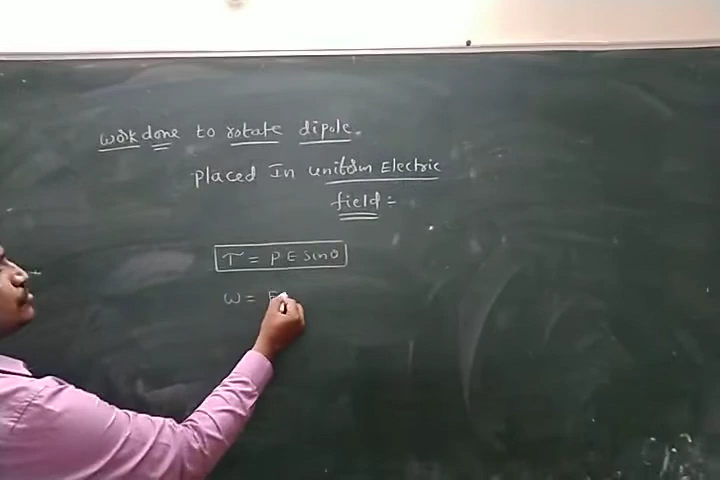 work done to rotate dipole.
placed In uniform Electric
field:
τ = P E sinθ
W = F